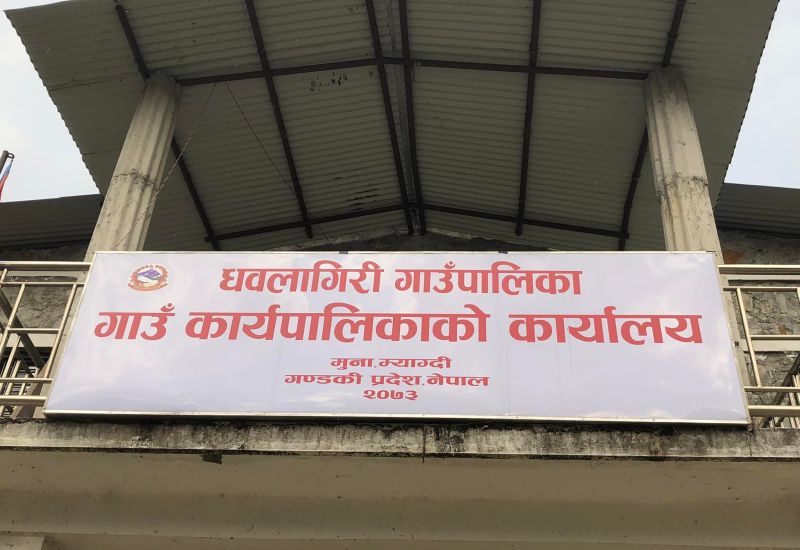 धवलागिरी गाउँपालिका
गाउँ कार्यपालिकाको कार्यालय
मुना,म्याग्दी
गण्डकी प्रदेश,नेपाल
२०७३